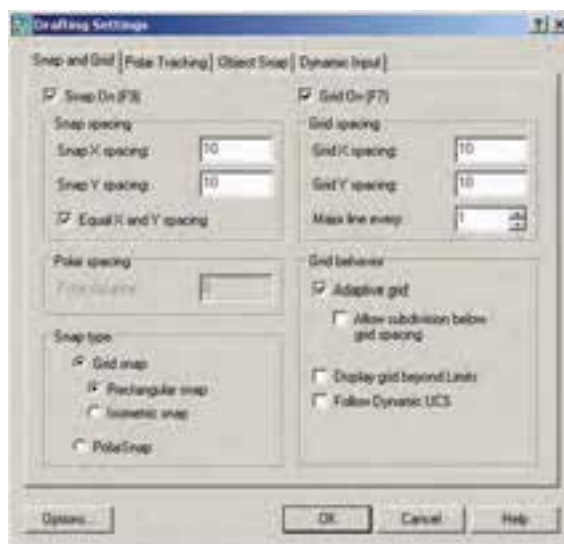 Drafting Settings
Snap and Grid
Polar Tracking
Object Snap
Dynamic Input
Snap On (F9)
Snap spacing
Snap X spacing:
10
Snap Y spacing:
10
Equal X and Y spacing
Polar spacing
Polar distance:
0
Snap type
Grid snap
Rectangular snap
Isometric snap
PolarSnap
Grid On (F7)
Grid spacing
Grid X spacing:
10
Grid Y spacing:
10
Major line every:
1
Grid behavior
Adaptive grid
Allow subdivision below
grid spacing
Display grid beyond Limits
Follow Dynamic UCS
Options...
OK
Cancel
Help